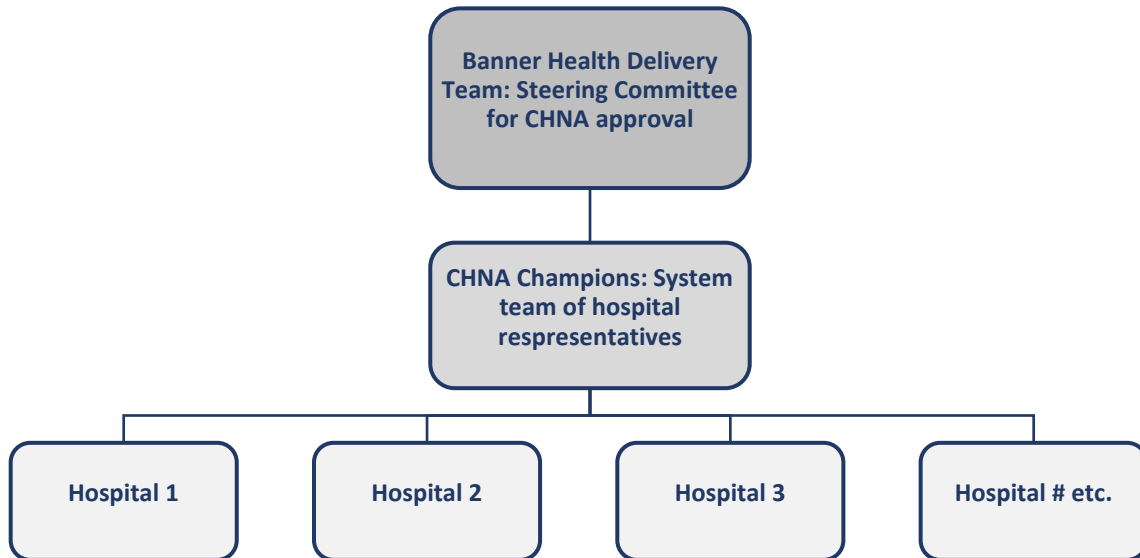 Banner Health Delivery
Team: Steering Committee
for CHNA approval
CHNA Champions: System
team of hospital
respresentatives
Hospital 1
Hospital 2
Hospital 3
Hospital # etc.